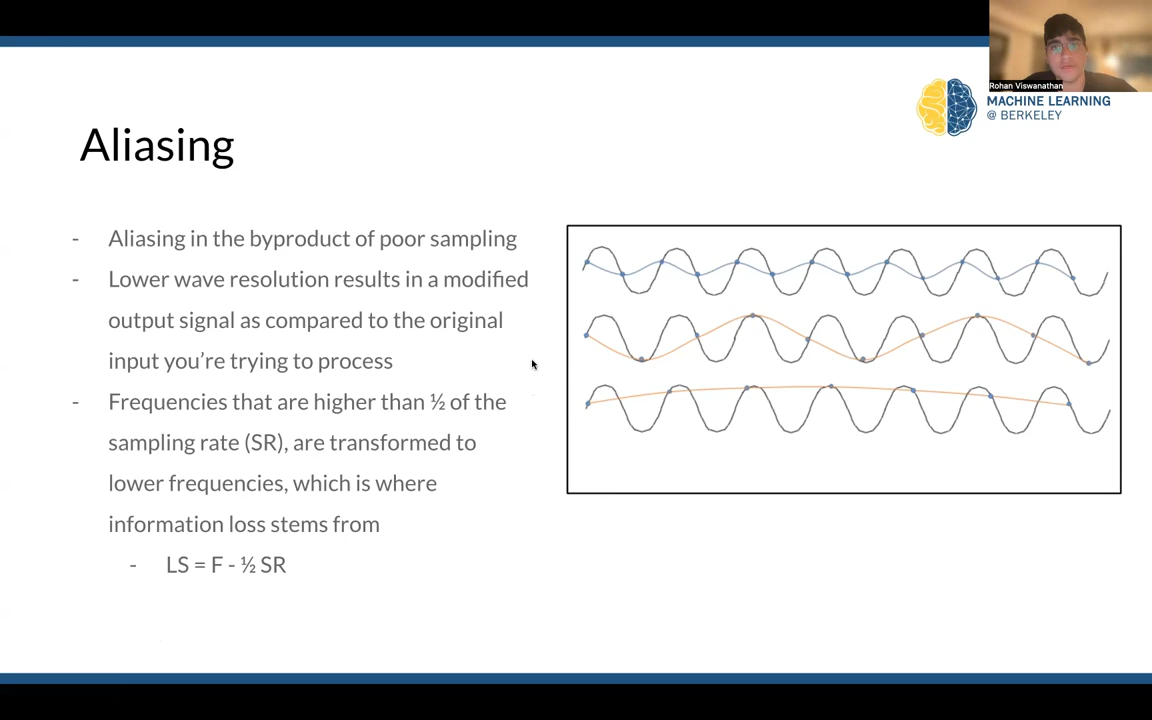 Rohan Viswanathan
MACHINE LEARNING
@ BERKELEY
Aliasing
- Aliasing in the byproduct of poor sampling
- Lower wave resolution results in a modified
output signal as compared to the original
input you’re trying to process
- Frequencies that are higher than ½ of the
sampling rate (SR), are transformed to
lower frequencies, which is where
information loss stems from
- LS = F - ½ SR